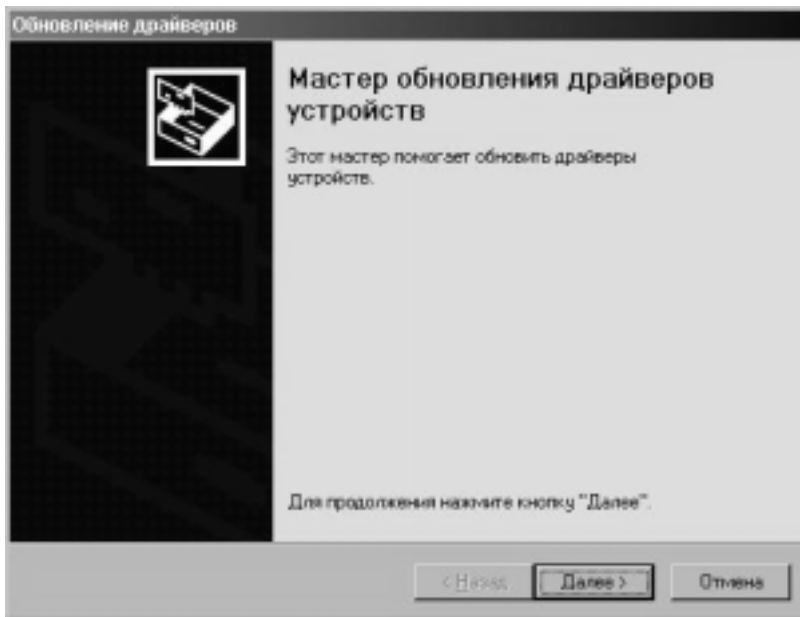 Обновление драйверов
Мастер обновления драйверов
устройств
Этот мастер помогает обновить драйверы
устройств.
Для продолжения нажмите кнопку "Далее".
< Назад
Далее >
Отмена